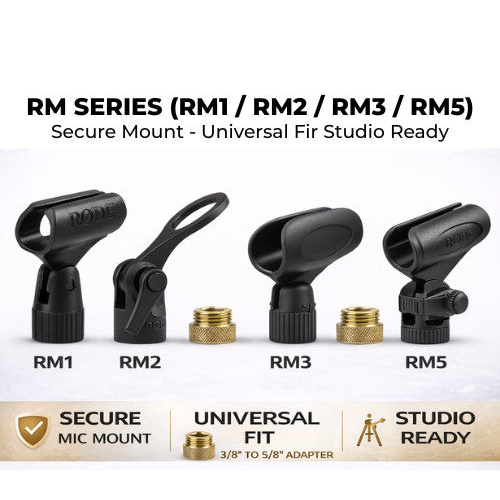 RM SERIES (RM1 / RM2 / RM3 / RM5)
Secure Mount - Universal Fir Studio Ready
RØDE
RØDE
RM1
RM2
RM3
RM5
SECURE
MIC MOUNT
UNIVERSAL
FIT
3/8" TO 5/8" ADAPTER
STUDIO
READY